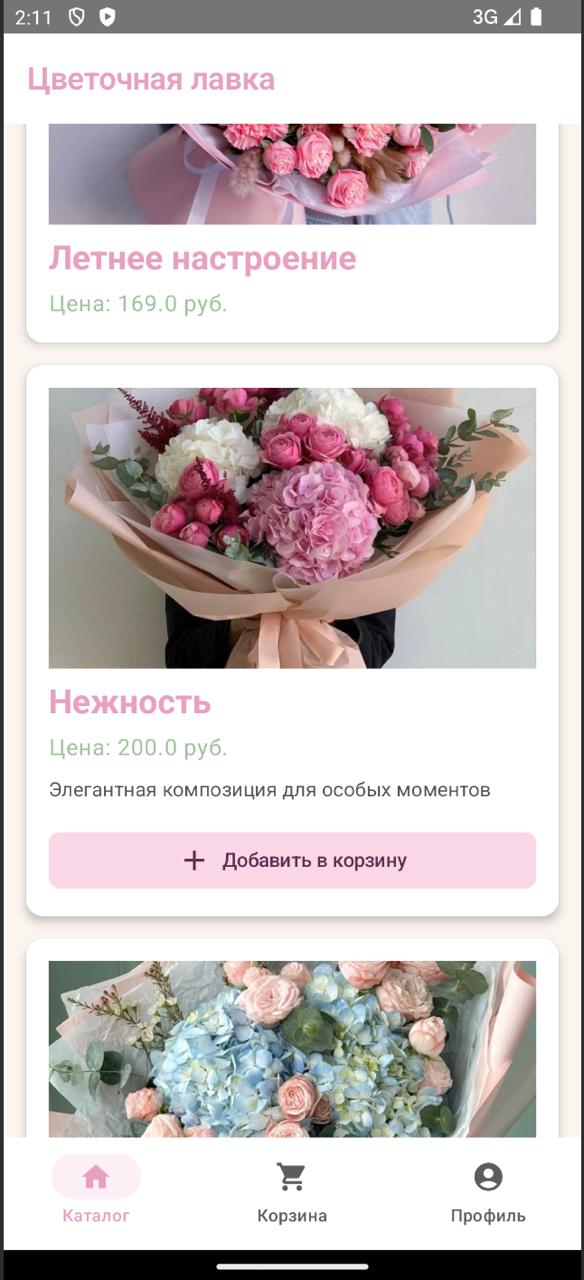 2:11
3G
Цветочная лавка
Летнее настроение
Цена: 169.0 руб.
Нежность
Цена: 200.0 руб.
Элегантная композиция для особых моментов
Добавить в корзину
Каталог
Корзина
Профиль